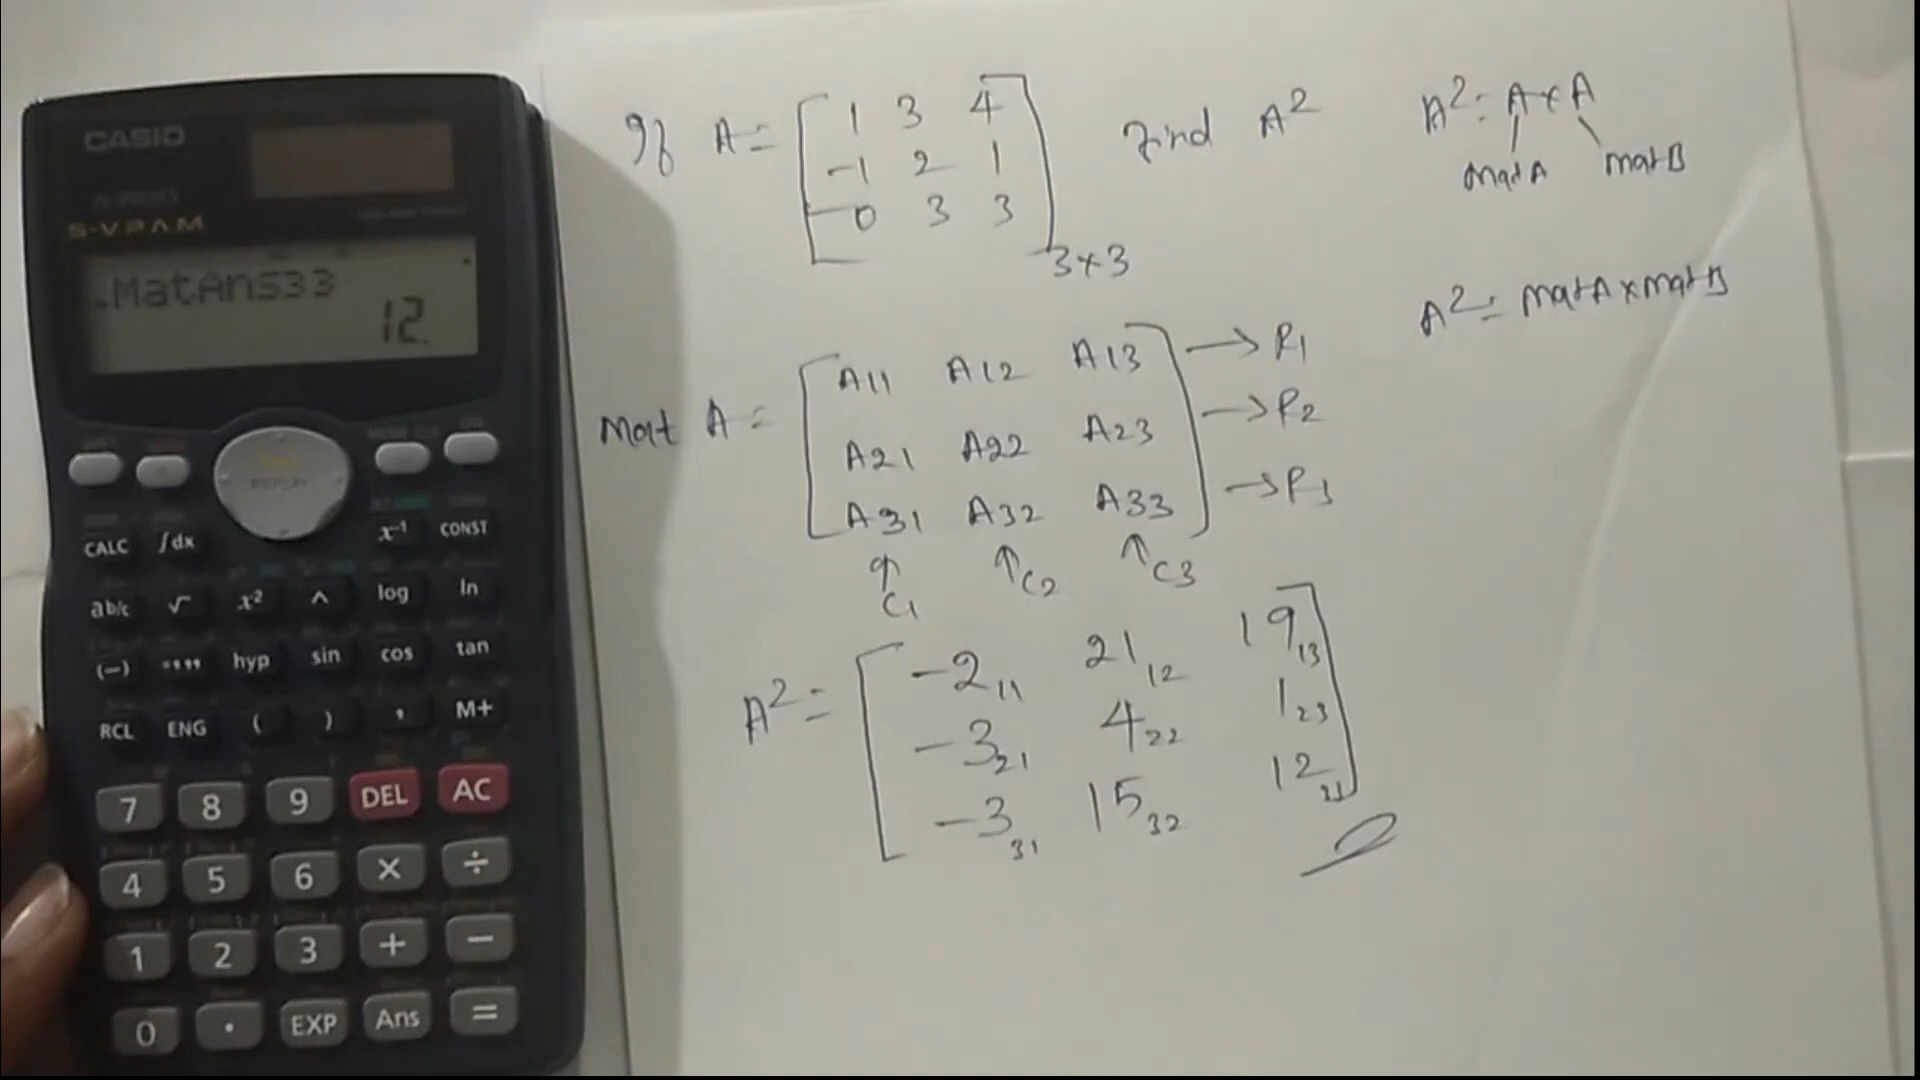 CASIO
S-VPAM
MatAns33
12.
CALC ∫dx x⁻¹ CONST
ab/c √ x² ^ log ln
(−) °'" hyp sin cos tan
RCL ENG ( ) , M+
7 8 9 DEL AC
4 5 6 × ÷
1 2 3 + −
0 . EXP Ans =
If A = [ 1 3 4
-1 2 1
0 3 3 ] 3×3
Find A²
A² = A × A
MatA MatB
A² = MatA × MatB
Mat A = [ A11 A12 A13 ] → R1
A21 A22 A23 → R2
A31 A32 A33 → R3
↑C1 ↑C2 ↑C3
A² = [ -2 11 21 12 19 13
-3 21 4 22 1 23
-3 31 15 32 12 33 ]